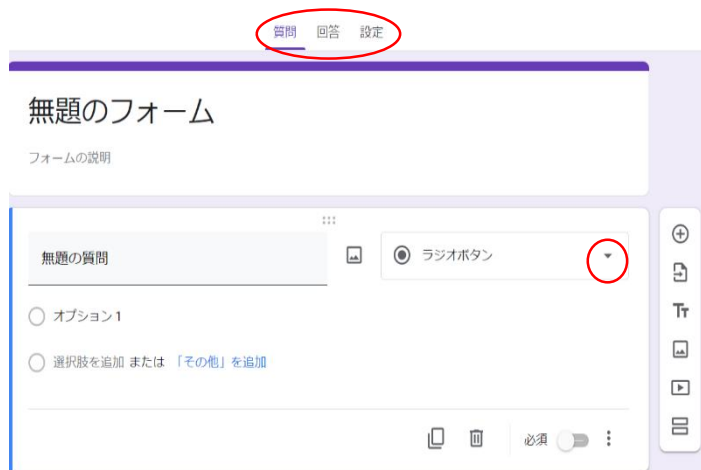 質問 回答 設定
無題のフォーム
フォームの説明
無題の質問
ラジオボタン
オプション 1
選択肢を追加 または 「その他」を追加
必須
Tт